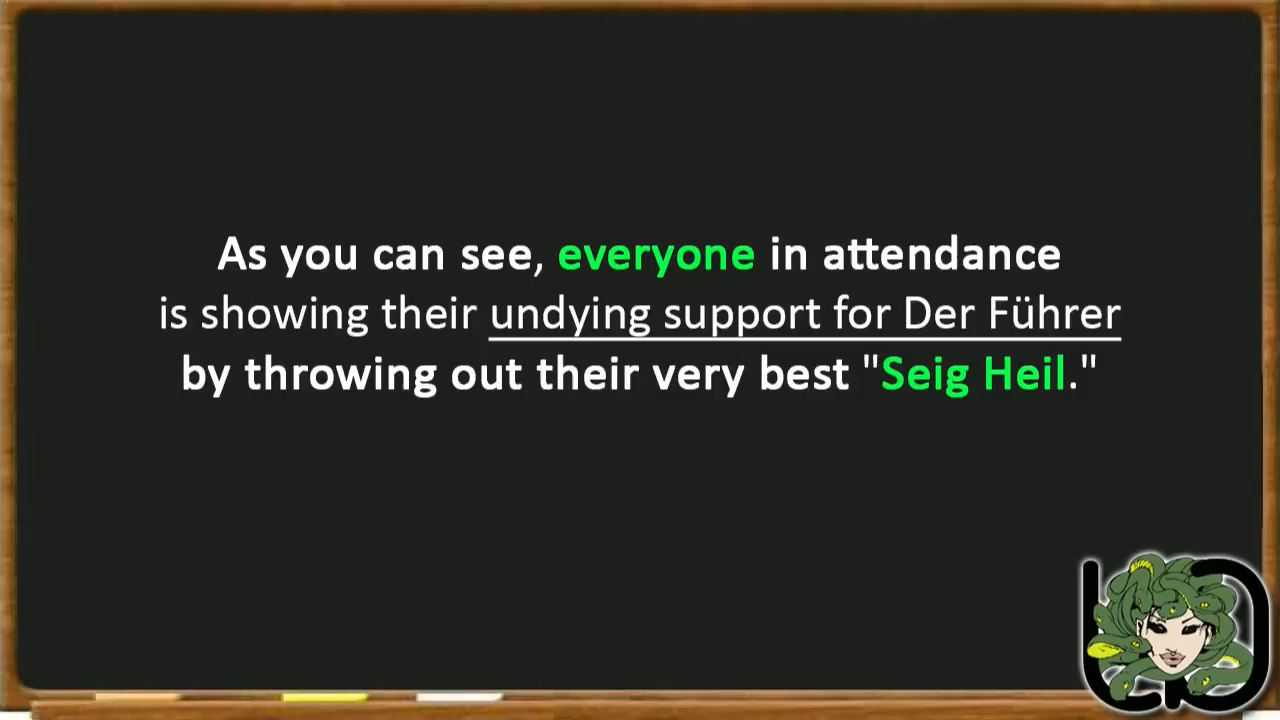 As you can see, everyone in attendance
is showing their undying support for Der Führer
by throwing out their very best "Seig Heil."